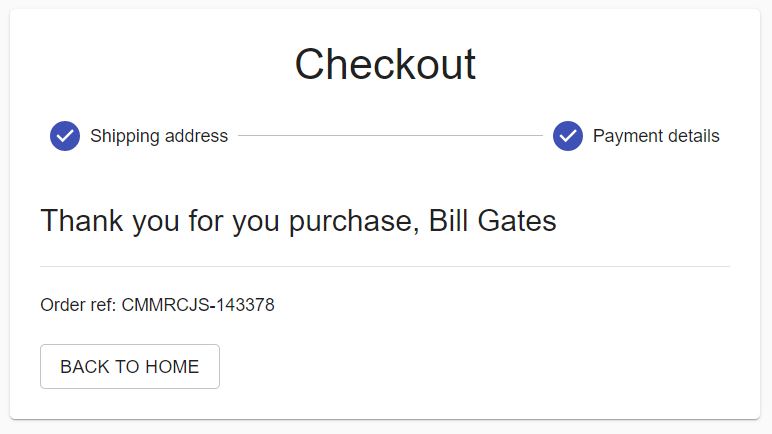 Checkout
Shipping address
Payment details
Thank you for you purchase, Bill Gates
Order ref: CMMRCJS-143378
BACK TO HOME